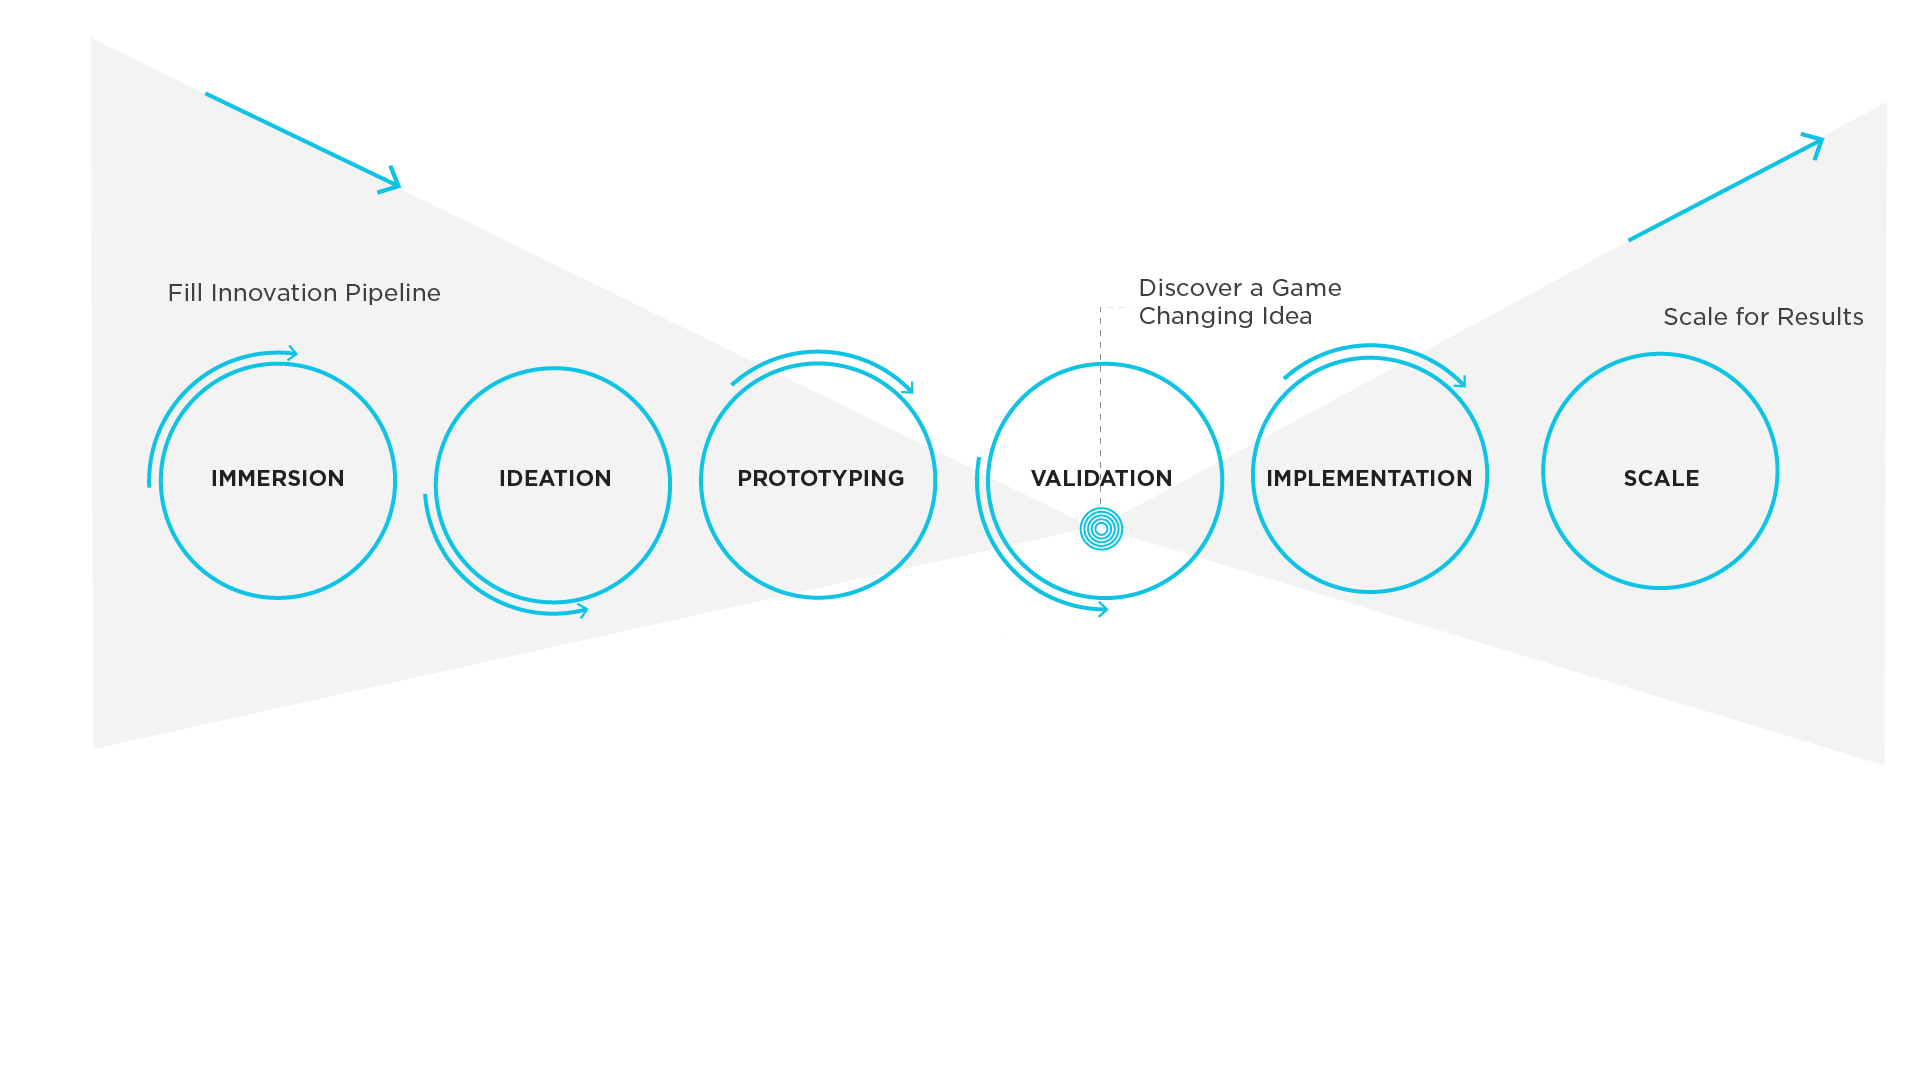 Fill Innovation Pipeline
Discover a Game
Changing Idea
Scale for Results
IMMERSION
IDEATION
PROTOTYPING
VALIDATION
IMPLEMENTATION
SCALE